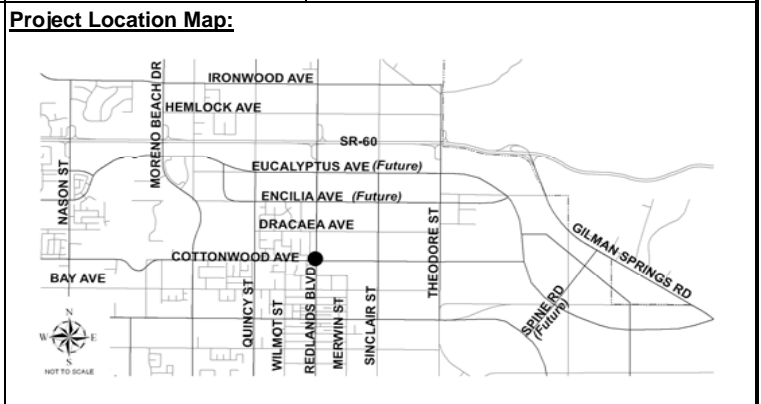 Project Location Map:
IRONWOOD AVE
MORENO BEACH DR
HEMLOCK AVE
SR-60
EUCALYPTUS AVE (Future)
NASON ST
ENCILIA AVE (Future)
DRACAEA AVE
THEODORE ST
COTTONWOOD AVE
GILMAN SPRINGS RD
BAY AVE
QUINCY ST
WILMOT ST
REDLANDS BLVD
MERWIN ST
SINCLAIR ST
SPINE RD
(Future)
N
W E
S
NOT TO SCALE